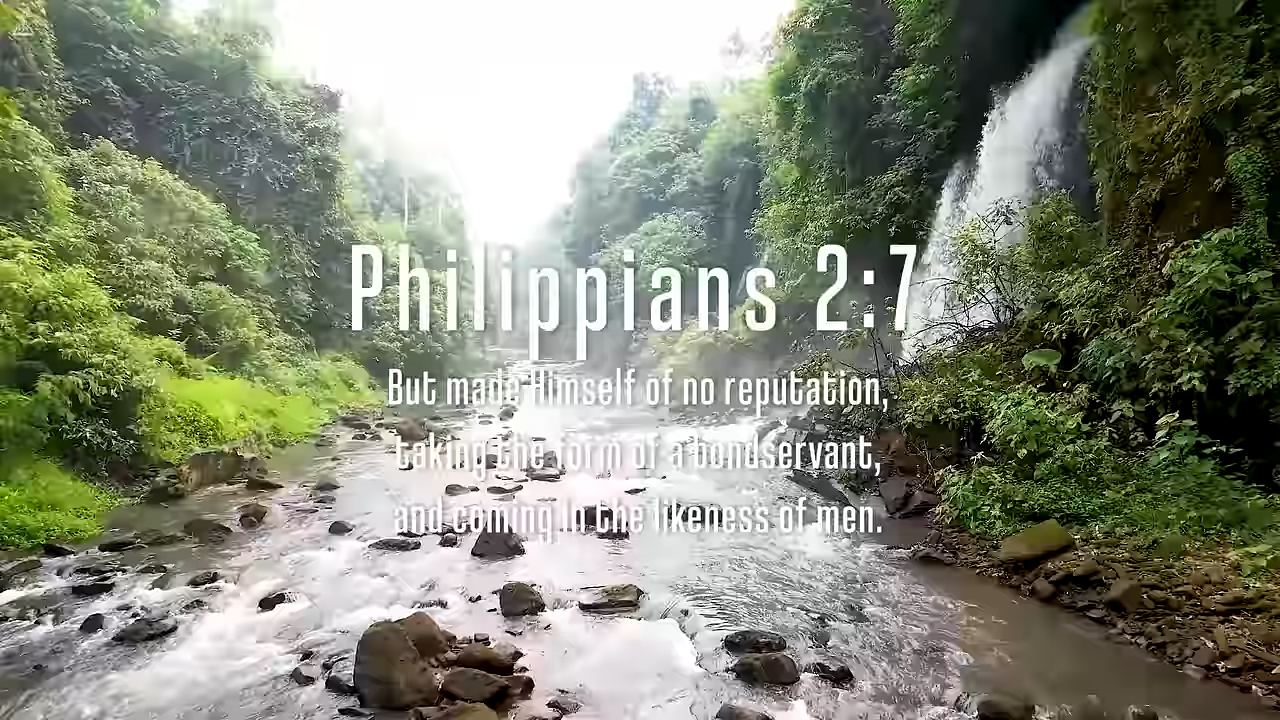 Philippians 2:7
But made Himself of no reputation,
taking the form of a bondservant,
and coming in the likeness of men.